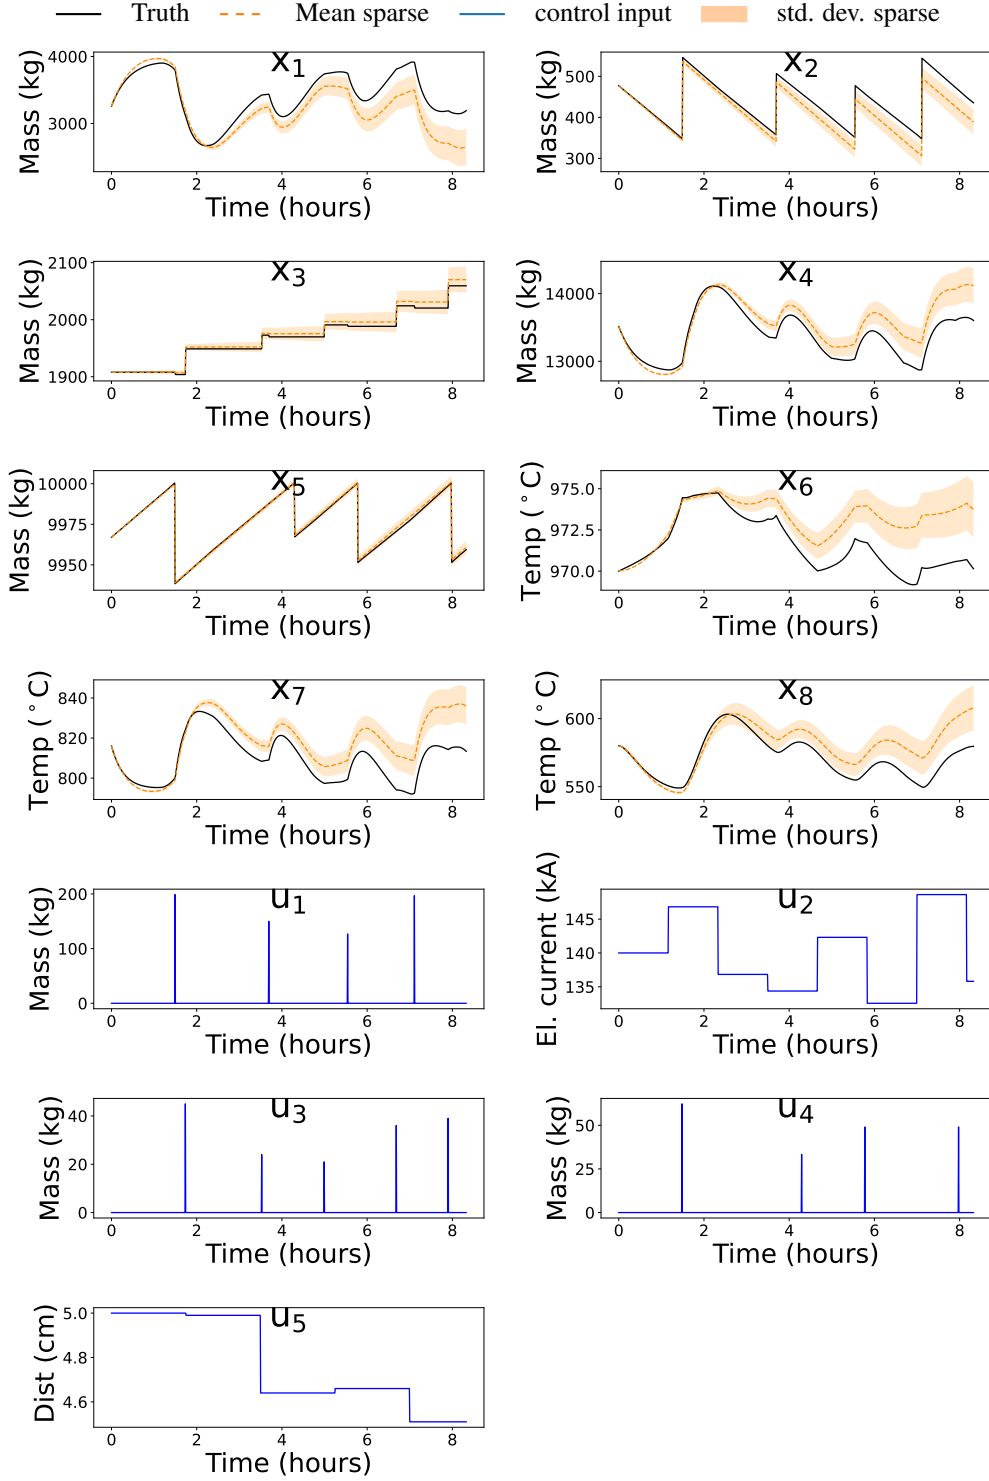 Truth Mean sparse control input std. dev. sparse
x1
Mass (kg)
4000
3000
0 2 4 6 8
Time (hours)
x2
Mass (kg)
500
400
300
0 2 4 6 8
Time (hours)
x3
Mass (kg)
2100
2000
1900
0 2 4 6 8
Time (hours)
x4
Mass (kg)
14000
13000
0 2 4 6 8
Time (hours)
x5
Mass (kg)
10000
9975
9950
0 2 4 6 8
Time (hours)
x6
Temp (°C)
975.0
972.5
970.0
0 2 4 6 8
Time (hours)
x7
Temp (°C)
840
820
800
0 2 4 6 8
Time (hours)
x8
Temp (°C)
600
550
0 2 4 6 8
Time (hours)
u1
Mass (kg)
200
100
0
0 2 4 6 8
Time (hours)
u2
El. current (kA)
145
140
135
0 2 4 6 8
Time (hours)
u3
Mass (kg)
40
20
0
0 2 4 6 8
Time (hours)
u4
Mass (kg)
50
25
0
0 2 4 6 8
Time (hours)
u5
Dist (cm)
5.0
4.8
4.6
0 2 4 6 8
Time (hours)